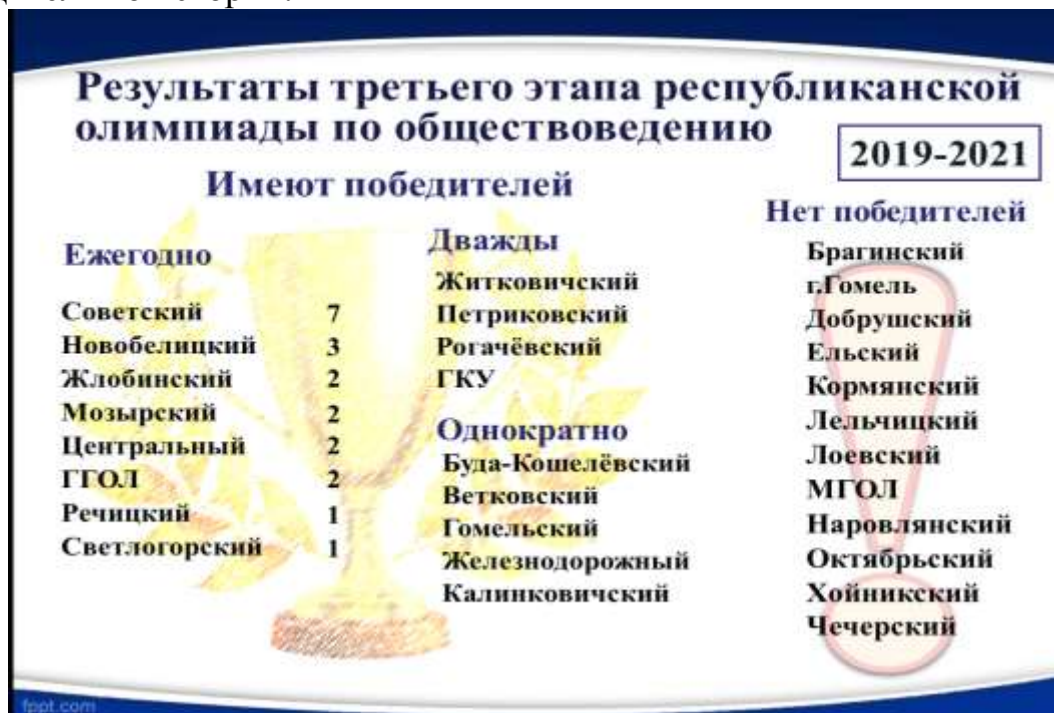 Результаты третьего этапа республиканской
олимпиады по обществоведению
2019-2021
Имеют победителей
Ежегодно
Советский 7
Новобелицкий 3
Жлобинский 2
Мозырский 2
Центральный 2
ГГОЛ 2
Речицкий 1
Светлогорский 1
Дважды
Житковичский
Петриковский
Рогачёвский
ГКУ
Однократно
Буда-Кошелёвский
Ветковский
Гомельский
Железнодорожный
Калинковичский
Нет победителей
Брагинский
г.Гомель
Добрушский
Ельский
Кормянский
Лельчицкий
Лоевский
МГОЛ
Наровлянский
Октябрьский
Хойникский
Чечерский
fppt.com